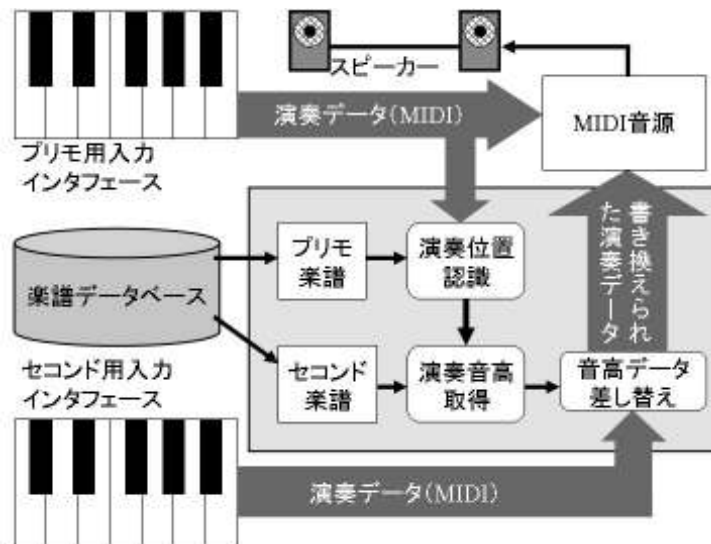 スピーカー
演奏データ(MIDI)
MIDI音源
プリモ用入力
インタフェース
書き換えられ
た演奏データ
プリモ
楽譜
演奏位置
認識
楽譜データベース
セコンド用入力
インタフェース
セコンド
楽譜
演奏音高
取得
音高データ
差し替え
演奏データ(MIDI)